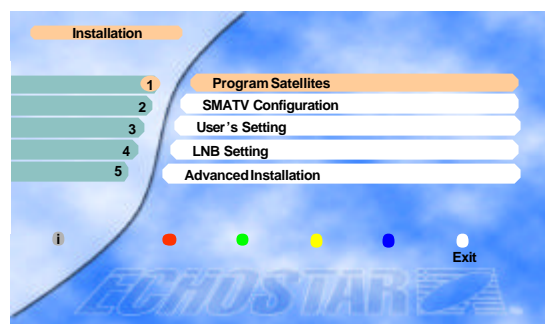 Installation
1 Program Satellites
2 SMATV Configuration
3 User's Setting
4 LNB Setting
5 Advanced Installation
i
Exit
ECHOSTAR